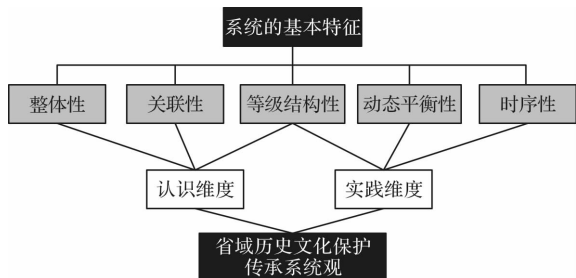 系统的基本特征
整体性
关联性
等级结构性
动态平衡性
时序性
认识维度
实践维度
省域历史文化保护
传承系统观